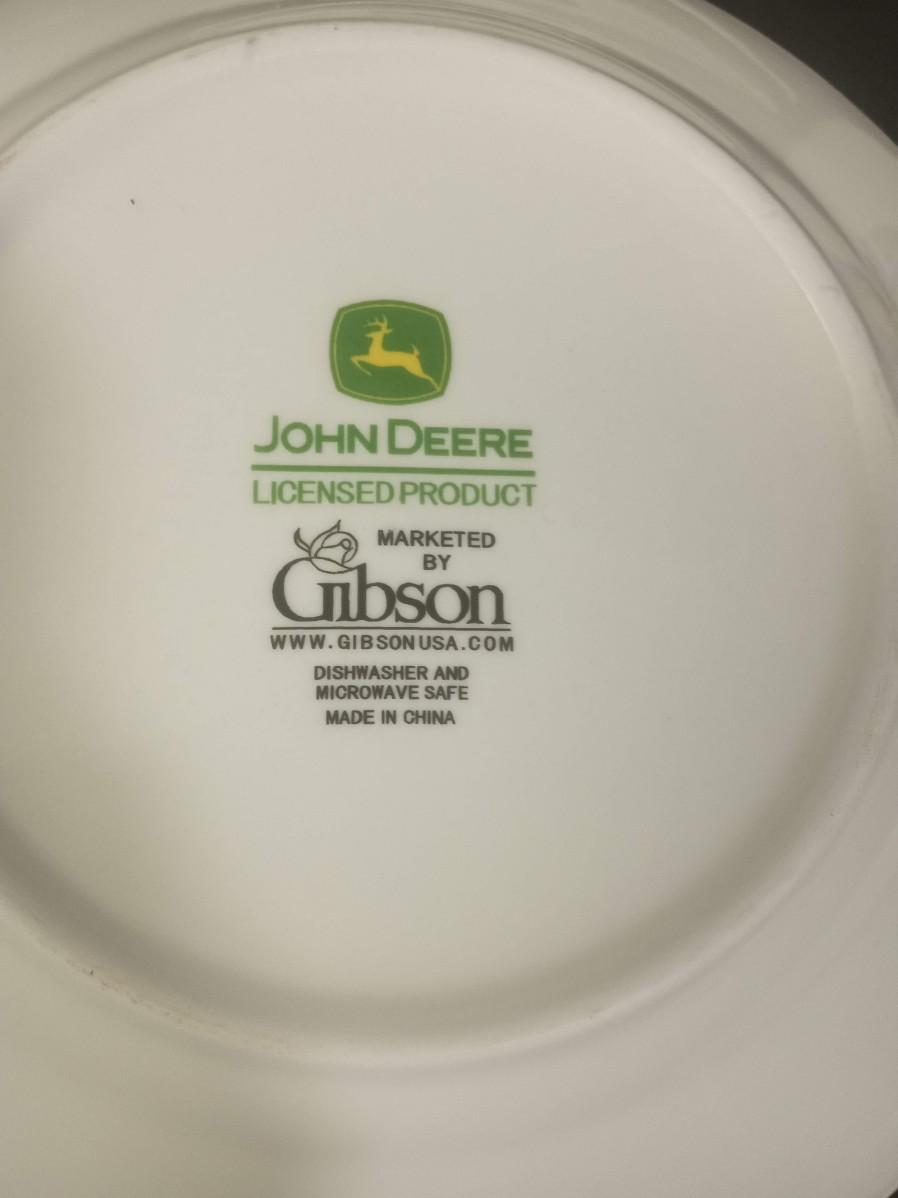 JOHN DEERE
LICENSED PRODUCT
MARKETED
BY
Gibson
WWW.GIBSONUSA.COM
DISHWASHER AND
MICROWAVE SAFE
MADE IN CHINA